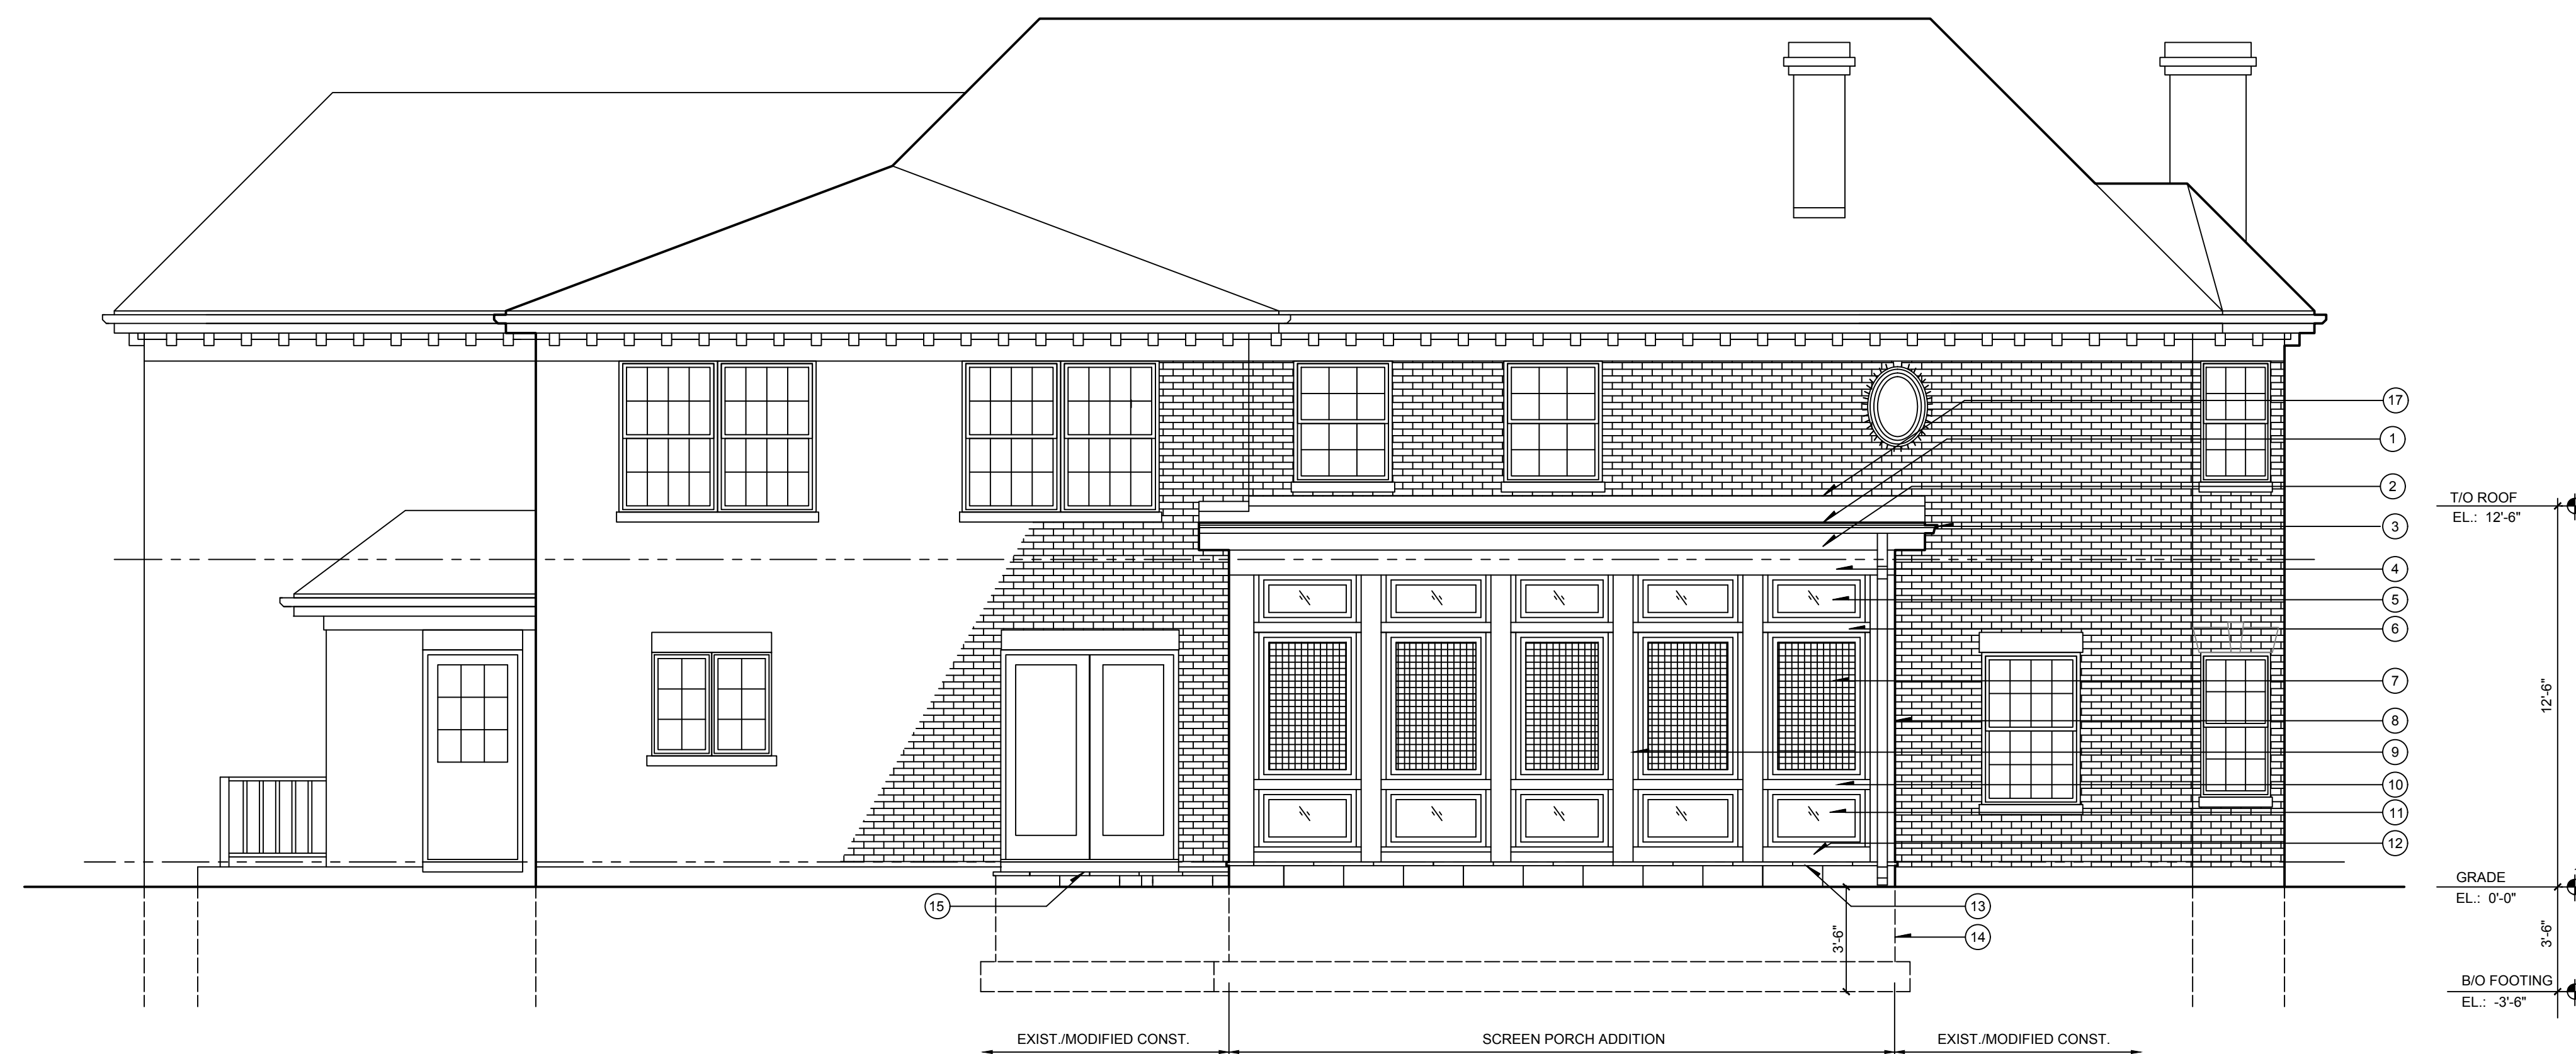 17
1
2
T/O ROOF
EL.: 12'-6"
3
4
5
6
7
12'-6"
8
9
10
11
12
GRADE
EL.: 0'-0"
15
13
14
3'-6"
3'-6"
B/O FOOTING
EL.: -3'-6"
EXIST./MODIFIED CONST.
SCREEN PORCH ADDITION
EXIST./MODIFIED CONST.